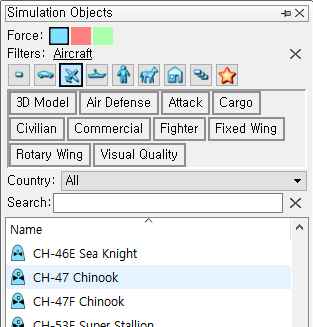 Simulation Objects
Force:
Filters: Aircraft
3D Model Air Defense Attack Cargo
Civilian Commercial Fighter Fixed Wing
Rotary Wing Visual Quality
Country: All
Search:
Name
CH-46E Sea Knight
CH-47 Chinook
CH-47F Chinook
CH-53E Super Stallion